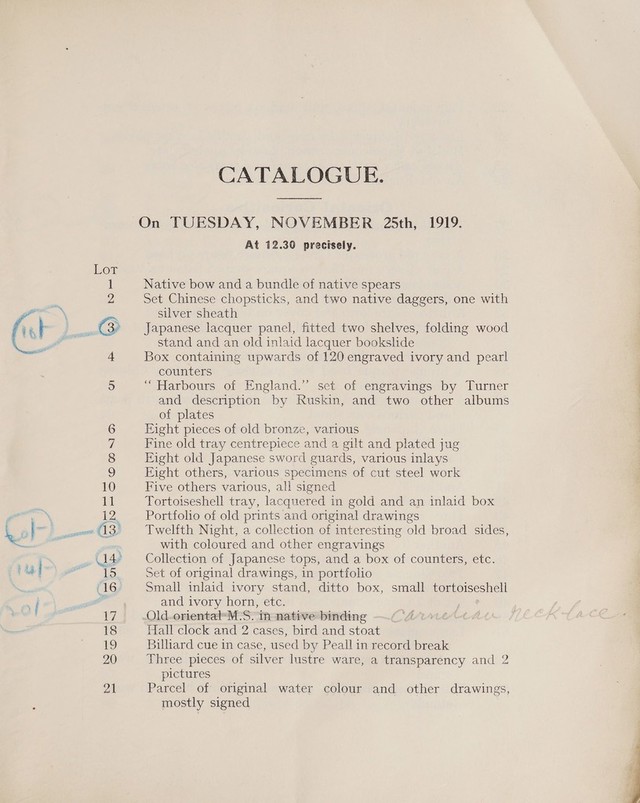 CATALOGUE.
On TUESDAY, NOVEMBER 25th, 1919.
At 12.30 precisely.
LOT
1 Native bow and a bundle of native spears
2 Set Chinese chopsticks, and two native daggers, one with
silver sheath
10/- 3 Japanese lacquer panel, fitted two shelves, folding wood
stand and an old inlaid lacquer bookslide
4 Box containing upwards of 120 engraved ivory and pearl
counters
5 “ Harbours of England.” set of engravings by Turner
and description by Ruskin, and two other albums
of plates
6 Eight pieces of old bronze, various
7 Fine old tray centrepiece and a gilt and plated jug
8 Eight old Japanese sword guards, various inlays
9 Eight others, various specimens of cut steel work
10 Five others various, all signed
11 Tortoiseshell tray, lacquered in gold and an inlaid box
12 Portfolio of old prints and original drawings
13 Twelfth Night, a collection of interesting old broad sides,
with coloured and other engravings
14 Collection of Japanese tops, and a box of counters, etc.
15 Set of original drawings, in portfolio
16 Small inlaid ivory stand, ditto box, small tortoiseshell
and ivory horn, etc.
20/-
17 Old oriental M.S. in native binding – Carnelian Necklace.
18 Hall clock and 2 cases, bird and stoat
19 Billiard cue in case, used by Peall in record break
20 Three pieces of silver lustre ware, a transparency and 2
pictures
21 Parcel of original water colour and other drawings,
mostly signed